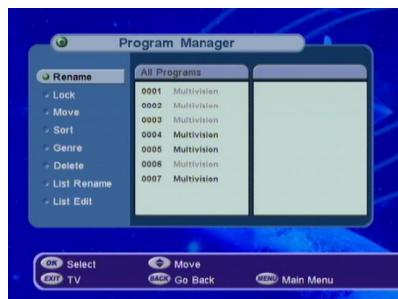 Program Manager
Rename
Lock
Move
Sort
Genre
Delete
List Rename
List Edit
All Programs
0001 Multivision
0002 Multivision
0003 Multivision
0004 Multivision
0005 Multivision
0006 Multivision
0007 Multivision
OK Select
Move
EXIT TV
BACK Go Back
MENU Main Menu